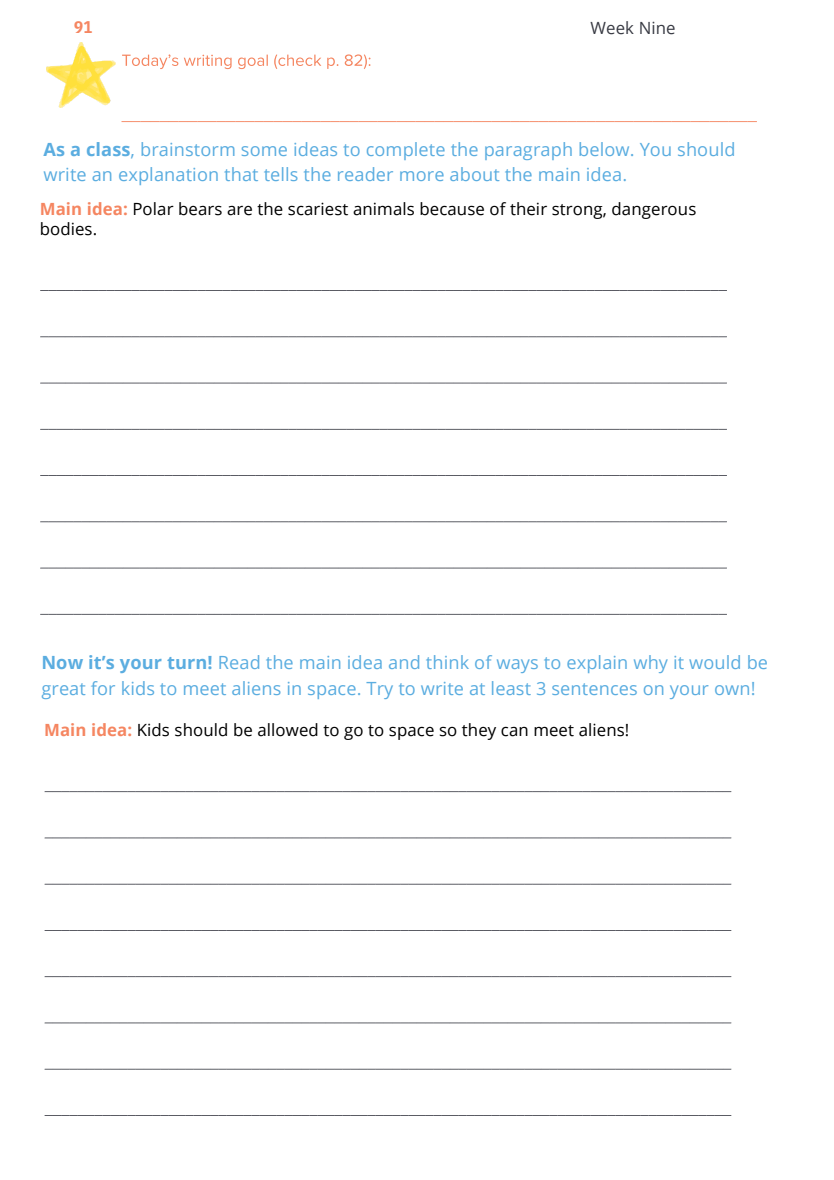 91
Week Nine
Today's writing goal (check p. 82):
As a class, brainstorm some ideas to complete the paragraph below. You should
write an explanation that tells the reader more about the main idea.
Main idea: Polar bears are the scariest animals because of their strong, dangerous
bodies.
Now it's your turn! Read the main idea and think of ways to explain why it would be
great for kids to meet aliens in space. Try to write at least 3 sentences on your own!
Main idea: Kids should be allowed to go to space so they can meet aliens!